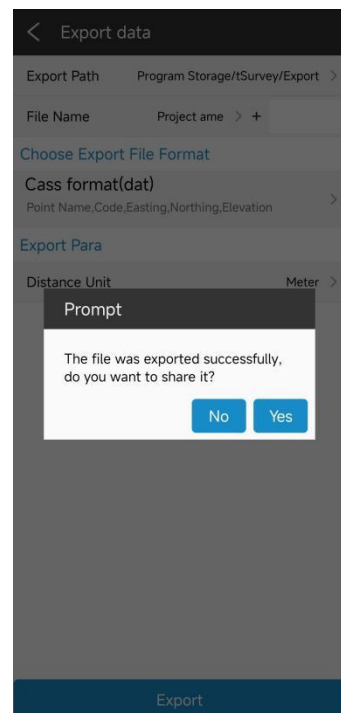 Export data
Export Path Program Storage/tSurvey/Export
File Name Project ame +
Choose Export File Format
Cass format(dat)
Point Name,Code,Easting,Northing,Elevation
Export Para
Distance Unit Meter
Prompt
The file was exported successfully,
do you want to share it?
No Yes
Export